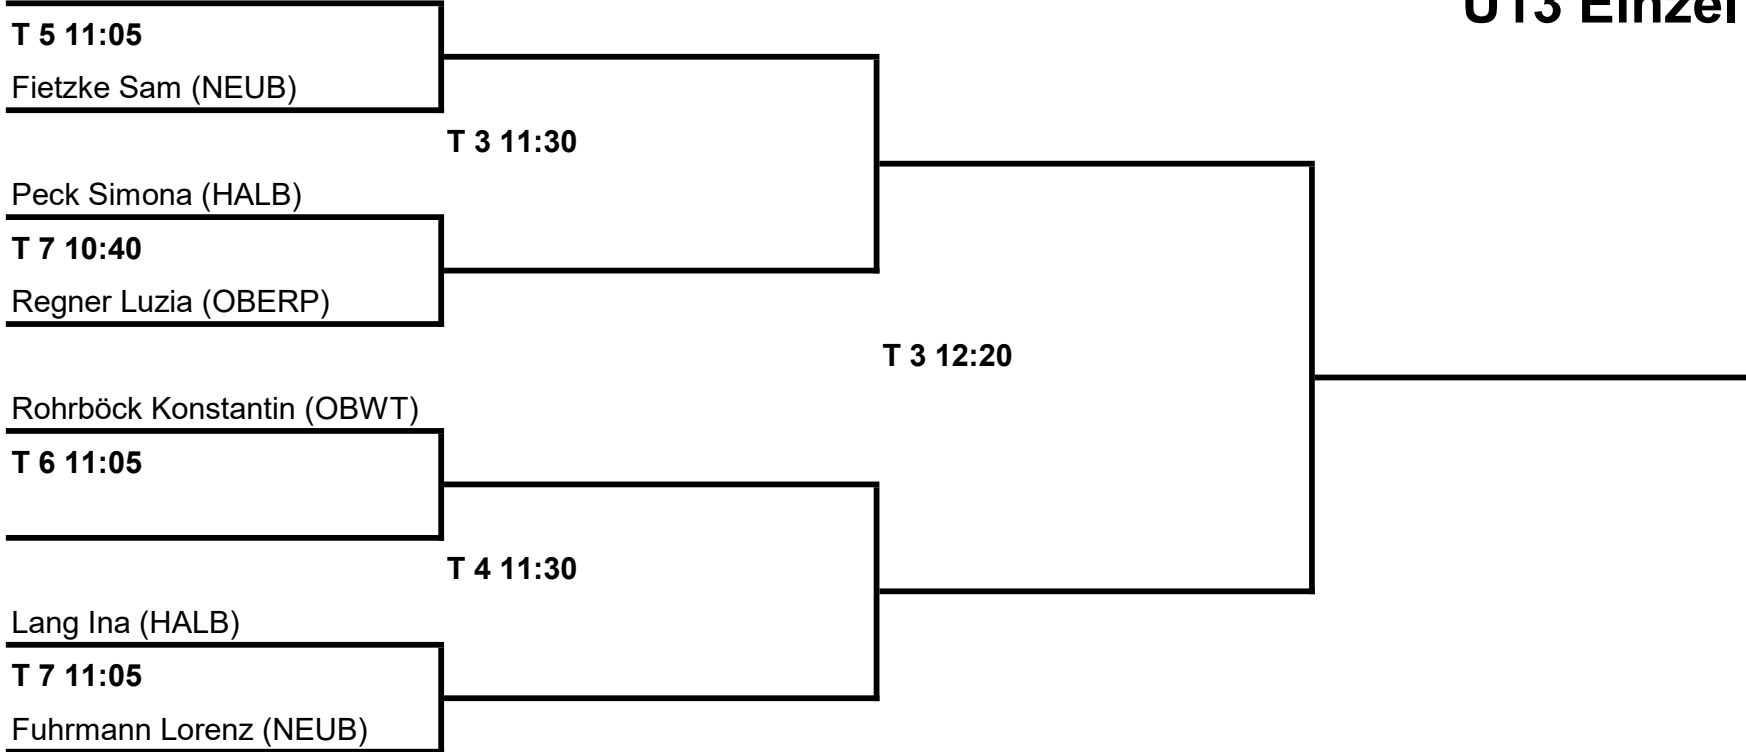 U13 Einzel
T 5 11:05
Fietzke Sam (NEUB)
T 3 11:30
Peck Simona (HALB)
T 7 10:40
Regner Luzia (OBERP)
T 3 12:20
Rohrböck Konstantin (OBWT)
T 6 11:05
T 4 11:30
Lang Ina (HALB)
T 7 11:05
Fuhrmann Lorenz (NEUB)